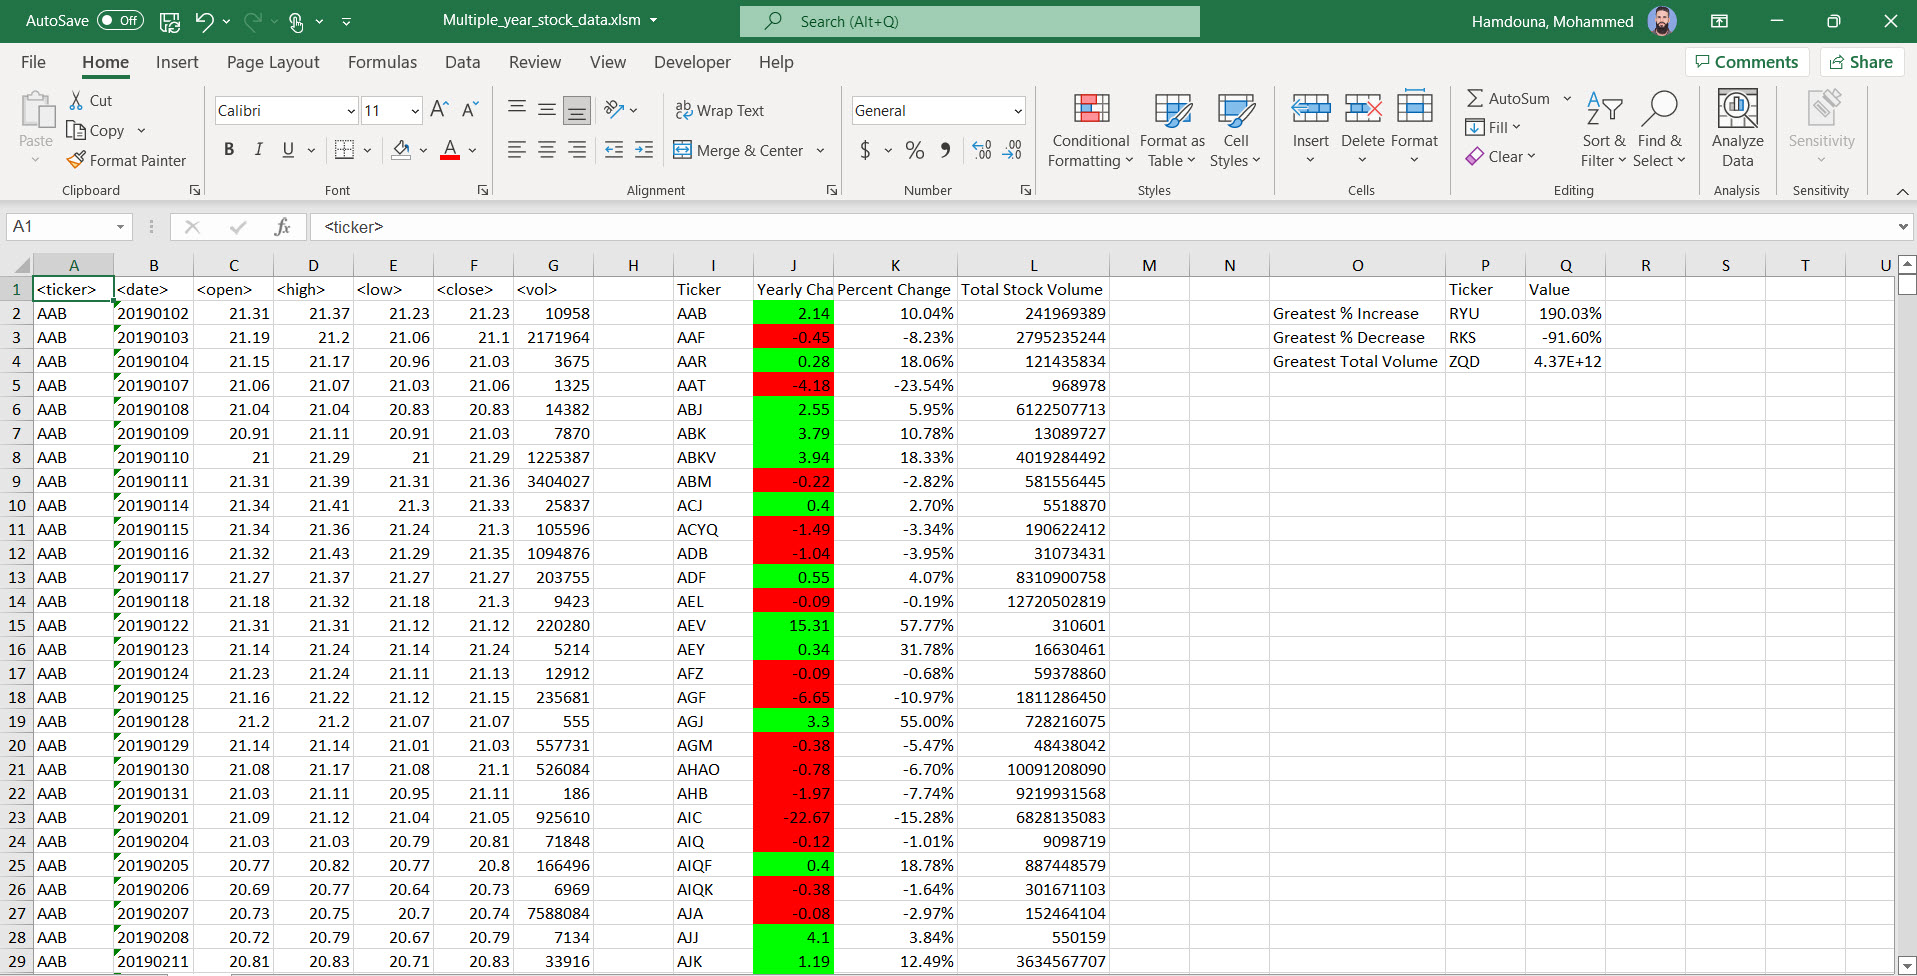 AutoSave Off Multiple_year_stock_data.xlsm Search (Alt+Q) Hamdouna, Mohammed
File Home Insert Page Layout Formulas Data Review View Developer Help Comments Share
Paste Cut Copy Format Painter Clipboard
Calibri 11 B I U A Font
ab Wrap Text Merge & Center Alignment
General $ % Number
Conditional Formatting Format as Table Cell Styles Styles
Insert Delete Format Cells
AutoSum Fill Clear Sort & Filter Find & Select Editing
Analyze Data Analysis
Sensitivity Sensitivity
A1 fx <ticker>
A B C D E F G H I J K L M N O P Q R S T U
1 <ticker> <date> <open> <high> <low> <close> <vol> Ticker Yearly Cha Percent Change Total Stock Volume Ticker Value
2 AAB 20190102 21.31 21.37 21.23 21.23 10958 AAB 2.14 10.04% 241969389 Greatest % Increase RYU 190.03%
3 AAB 20190103 21.19 21.2 21.06 21.1 2171964 AAF -0.45 -8.23% 2795235244 Greatest % Decrease RKS -91.60%
4 AAB 20190104 21.15 21.17 20.96 21.03 3675 AAR 0.28 18.06% 121435834 Greatest Total Volume ZQD 4.37E+12
5 AAB 20190107 21.06 21.07 21.03 21.06 1325 AAT -4.18 -23.54% 968978
6 AAB 20190108 21.04 21.04 20.83 20.83 14382 ABJ 2.55 5.95% 6122507713
7 AAB 20190109 20.91 21.11 20.91 21.03 7870 ABK 3.79 10.78% 13089727
8 AAB 20190110 21 21.29 21 21.29 1225387 ABKV 3.94 18.33% 4019284492
9 AAB 20190111 21.31 21.39 21.31 21.36 3404027 ABM -0.22 -2.82% 581556445
10 AAB 20190114 21.34 21.41 21.3 21.33 25837 ACJ 0.4 2.70% 5518870
11 AAB 20190115 21.34 21.36 21.24 21.3 105596 ACYQ -1.49 -3.34% 190622412
12 AAB 20190116 21.32 21.43 21.29 21.35 1094876 ADB -1.04 -3.95% 31073431
13 AAB 20190117 21.27 21.37 21.27 21.27 203755 ADF 0.55 4.07% 8310900758
14 AAB 20190118 21.18 21.32 21.18 21.3 9423 AEL -0.09 -0.19% 12720502819
15 AAB 20190122 21.31 21.31 21.12 21.12 220280 AEV 15.31 57.77% 310601
16 AAB 20190123 21.14 21.24 21.14 21.24 5214 AEY 0.34 31.78% 16630461
17 AAB 20190124 21.23 21.24 21.11 21.13 12912 AFZ -0.09 -0.68% 59378860
18 AAB 20190125 21.16 21.22 21.12 21.15 235681 AGF -6.65 -10.97% 1811286450
19 AAB 20190128 21.2 21.2 21.07 21.07 555 AGJ 3.3 55.00% 728216075
20 AAB 20190129 21.14 21.14 21.01 21.03 557731 AGM -0.38 -5.47% 48438042
21 AAB 20190130 21.08 21.17 21.08 21.1 526084 AHAO -0.78 -6.70% 10091208090
22 AAB 20190131 21.03 21.11 20.95 21.11 186 AHB -1.97 -7.74% 9219931568
23 AAB 20190201 21.09 21.12 21.04 21.05 925610 AIC -22.67 -15.28% 6828135083
24 AAB 20190204 21.03 21.03 20.79 20.81 71848 AIQ -0.12 -1.01% 9098719
25 AAB 20190205 20.77 20.82 20.77 20.8 166496 AIQF 0.4 18.78% 887448579
26 AAB 20190206 20.69 20.77 20.64 20.73 6969 AIQK -0.38 -1.64% 301671103
27 AAB 20190207 20.73 20.75 20.7 20.74 7588084 AJA -0.08 -2.97% 152464104
28 AAB 20190208 20.72 20.79 20.67 20.79 7134 AJJ 4.1 3.84% 550159
29 AAB 20190211 20.81 20.83 20.71 20.83 33916 AJK 1.19 12.49% 3634567707